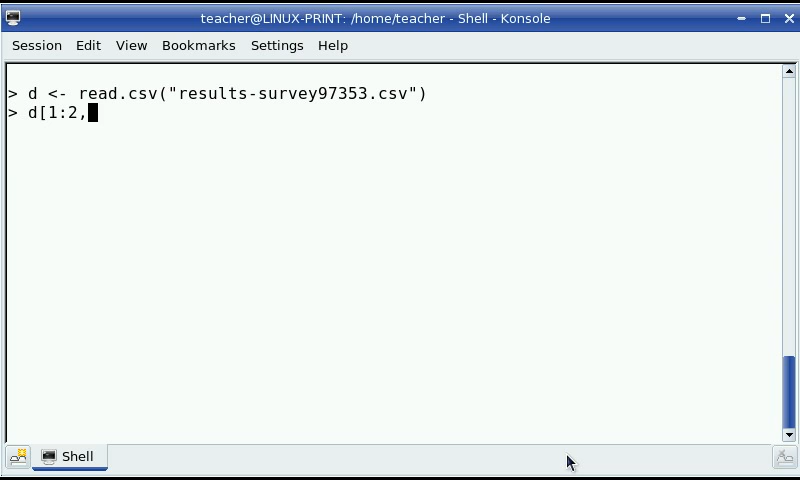 teacher@LINUX-PRINT: /home/teacher - Shell - Konsole
Session Edit View Bookmarks Settings Help
> d <- read.csv("results-survey97353.csv")
> d[1:2,
Shell